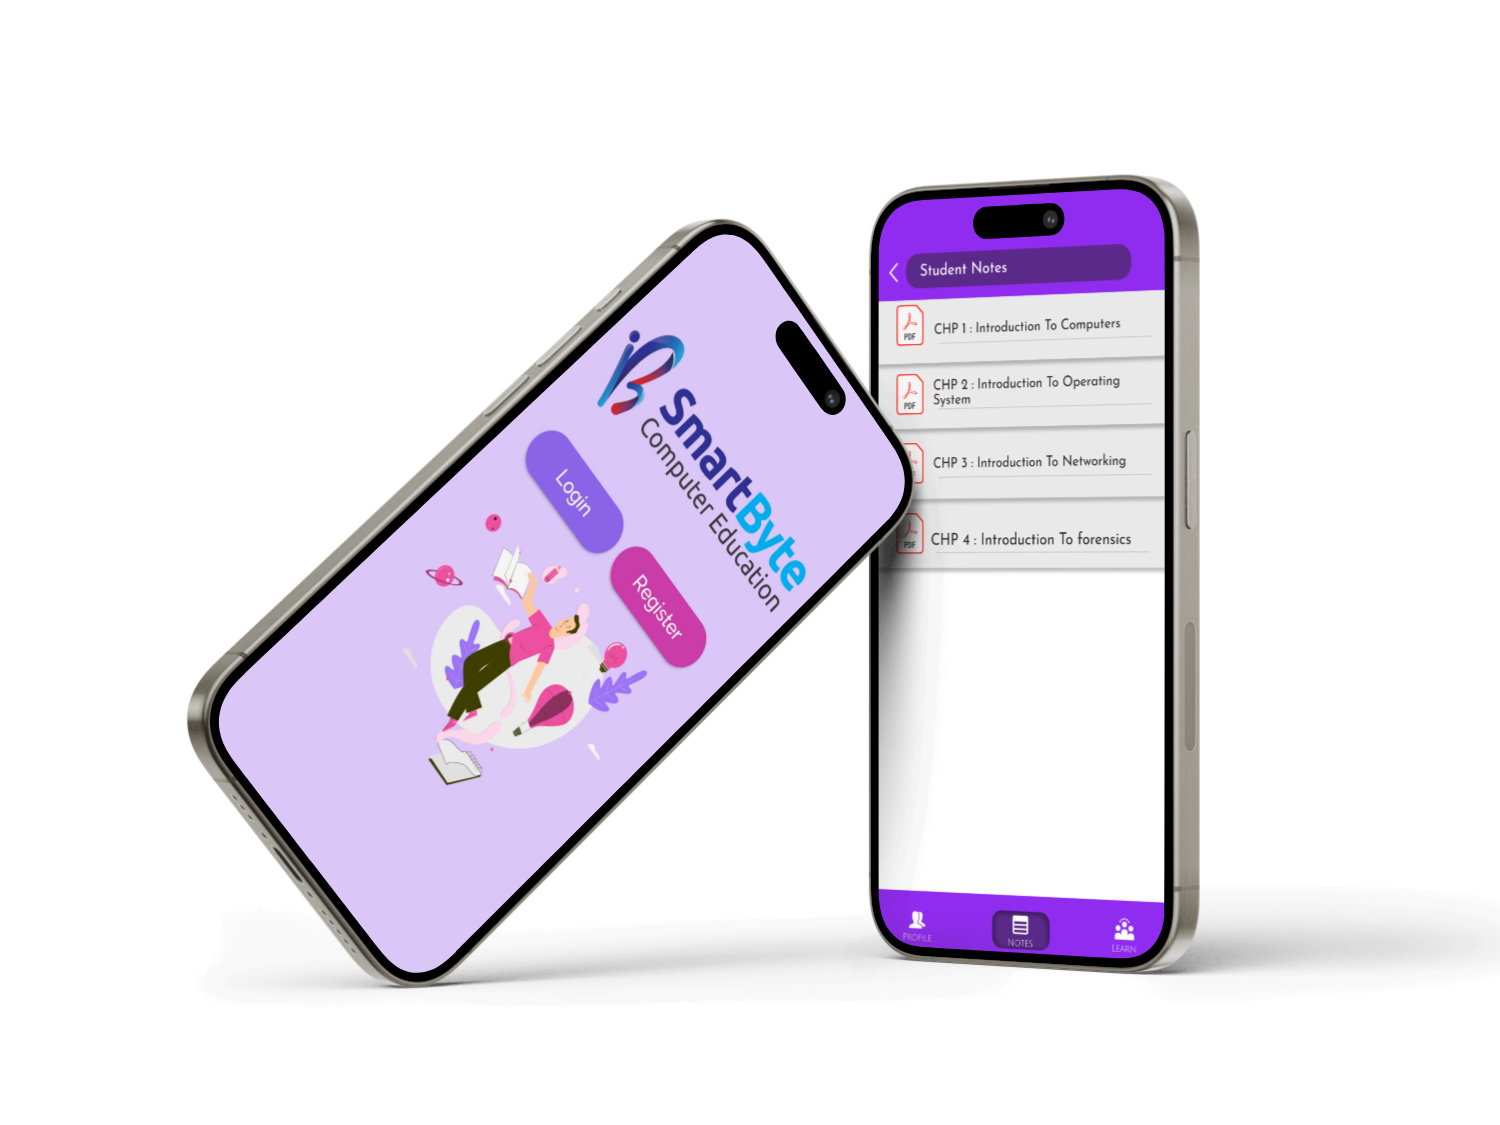 SmartByte
Computer Education
Login
Register
Student Notes
PDF
CHP 1 : Introduction To Computers
PDF
CHP 2 : Introduction To Operating
System
CHP 3 : Introduction To Networking
PDF
CHP 4 : Introduction To forensics
PROFILE
NOTES
LEARN